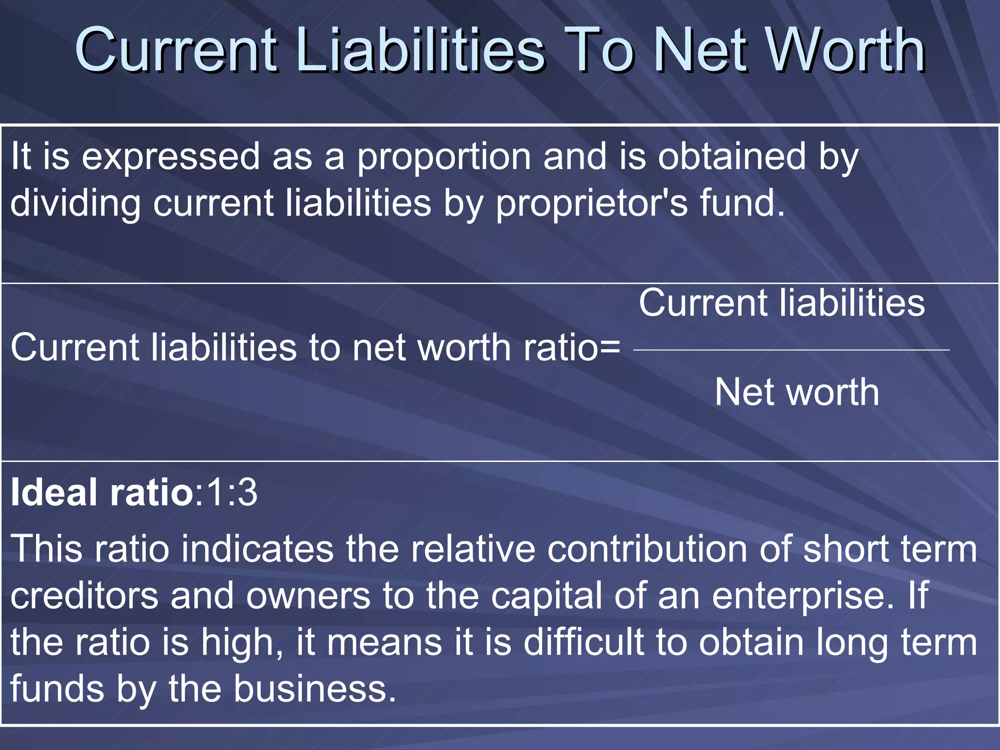 Current Liabilities To Net Worth
It is expressed as a proportion and is obtained by
dividing current liabilities by proprietor's fund.
Current liabilities
Current liabilities to net worth ratio=
Net worth
Ideal ratio:1:3
This ratio indicates the relative contribution of short term
creditors and owners to the capital of an enterprise. If
the ratio is high, it means it is difficult to obtain long term
funds by the business.